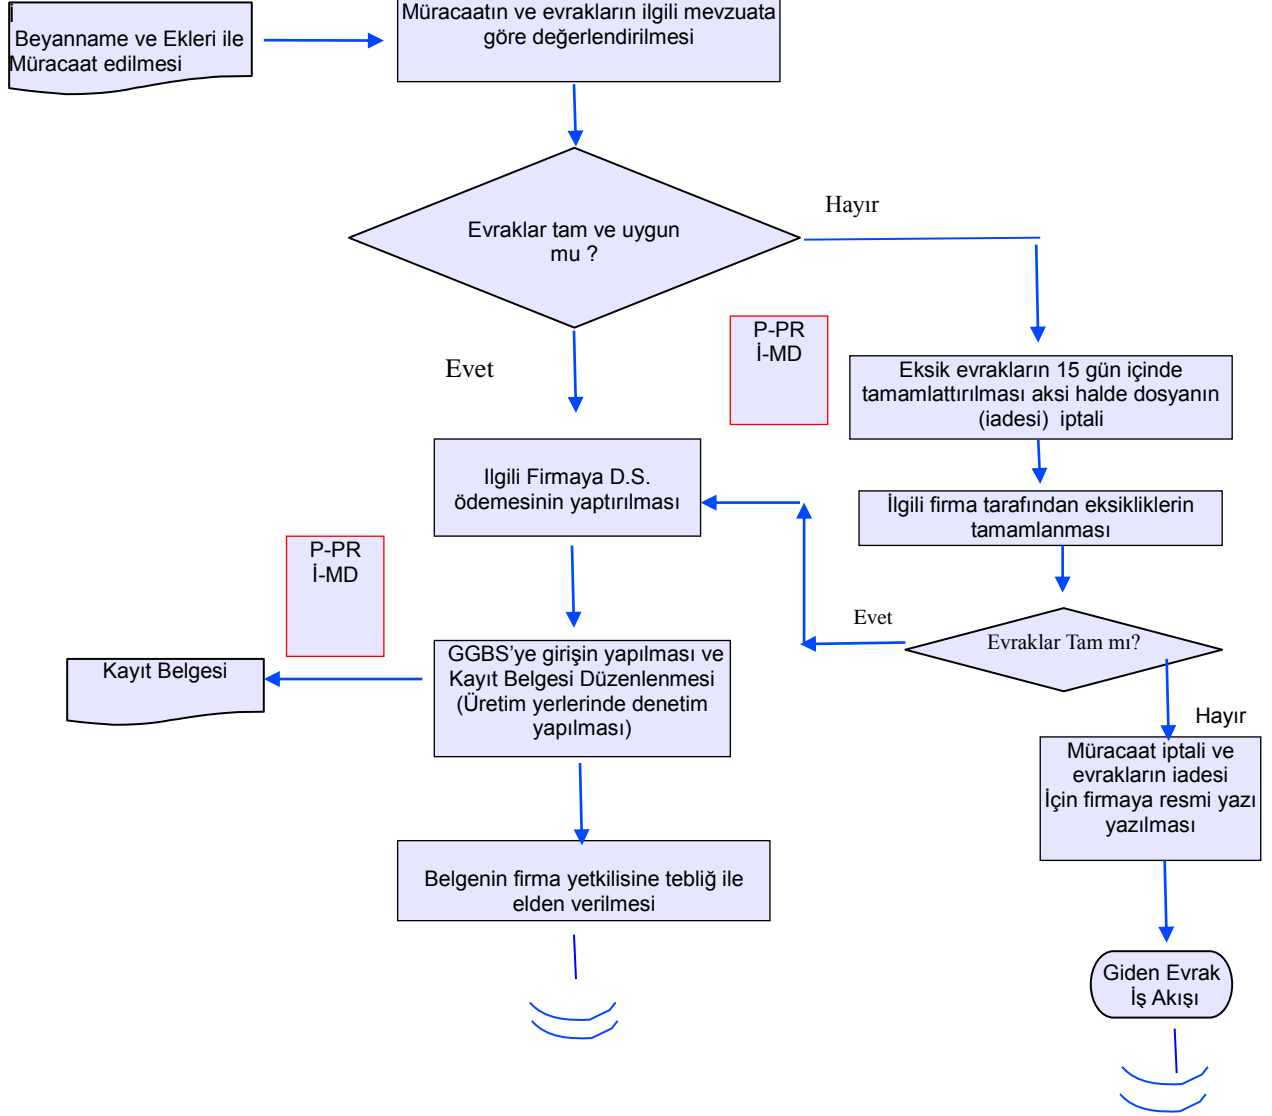 İ
Beyanname ve Ekleri ile
Müracaat edilmesi
Müracaatın ve evrakların ilgili mevzuata
göre değerlendirilmesi
Evraklar tam ve uygun
mu ?
Hayır
Evet
P-PR
İ-MD
Eksik evrakların 15 gün içinde
tamamlattırılması aksi halde dosyanın
(iadesi) iptali
Ilgili Firmaya D.S.
ödemesinin yaptırılması
İlgili firma tarafından eksikliklerin
tamamlanması
P-PR
İ-MD
Evet
Evraklar Tam mı?
Kayıt Belgesi
GGBS’ye girişin yapılması ve
Kayıt Belgesi Düzenlenmesi
(Üretim yerlerinde denetim
yapılması)
Hayır
Müracaat iptali ve
evrakların iadesi
İçin firmaya resmi yazı
yazılması
Belgenin firma yetkilisine tebliğ ile
elden verilmesi
Giden Evrak
İş Akışı